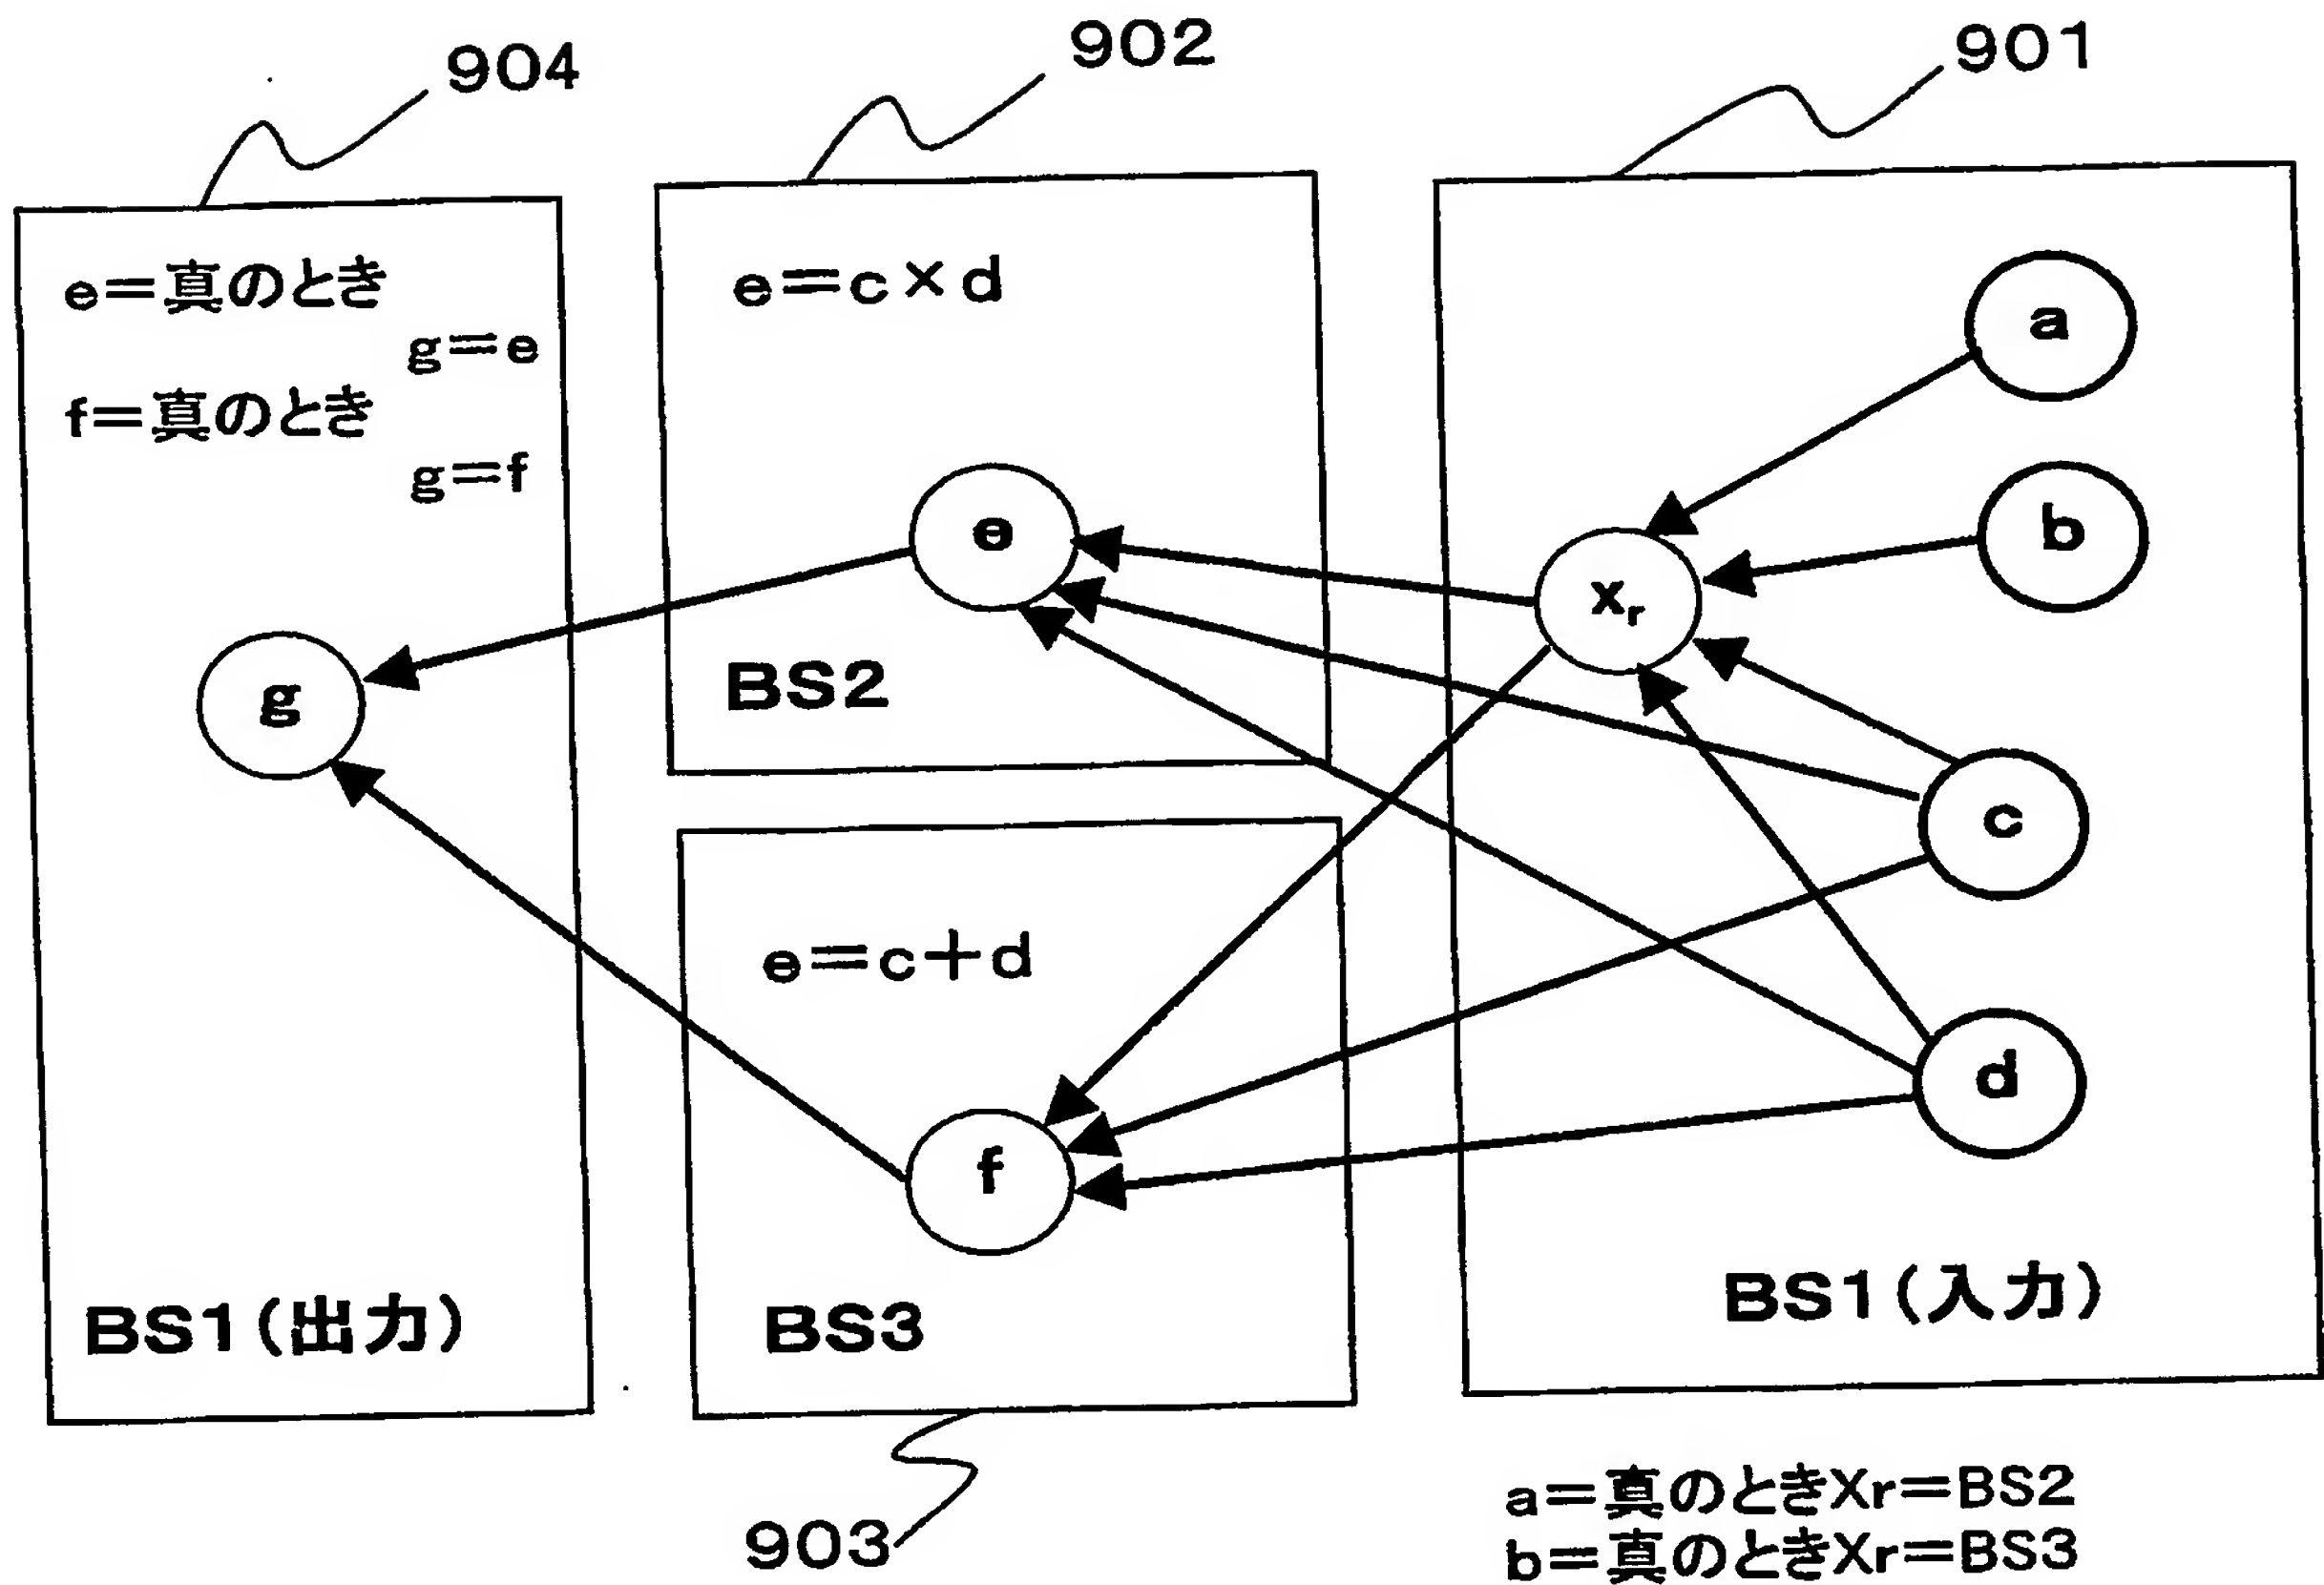 904
902
901
e=真のとき
g=e
f=真のとき
g=f
g
BS1(出力)
e=c×d
e
BS2
e=c+d
f
BS3
903
a
b
xr
c
d
BS1(入力)
a=真のときXr=BS2
b=真のときXr=BS3